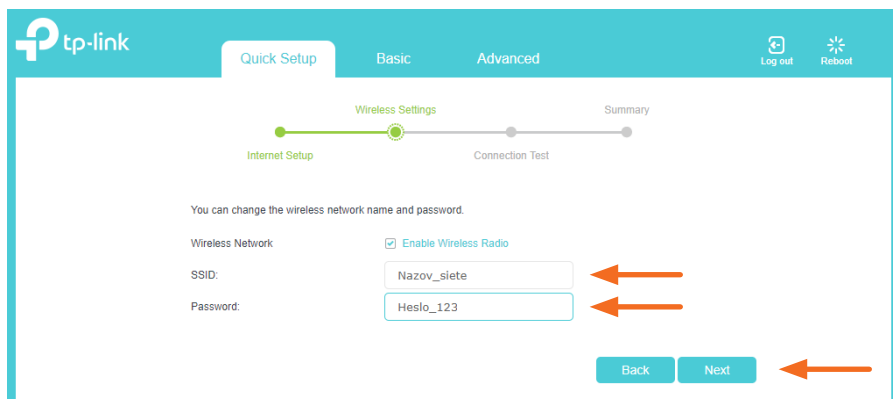 tp-link
Quick Setup Basic Advanced
Log out Reboot
Wireless Settings Summary
Internet Setup Connection Test
You can change the wireless network name and password.
Wireless Network Enable Wireless Radio
SSID: Nazov_siete
Password: Heslo_123
Back Next